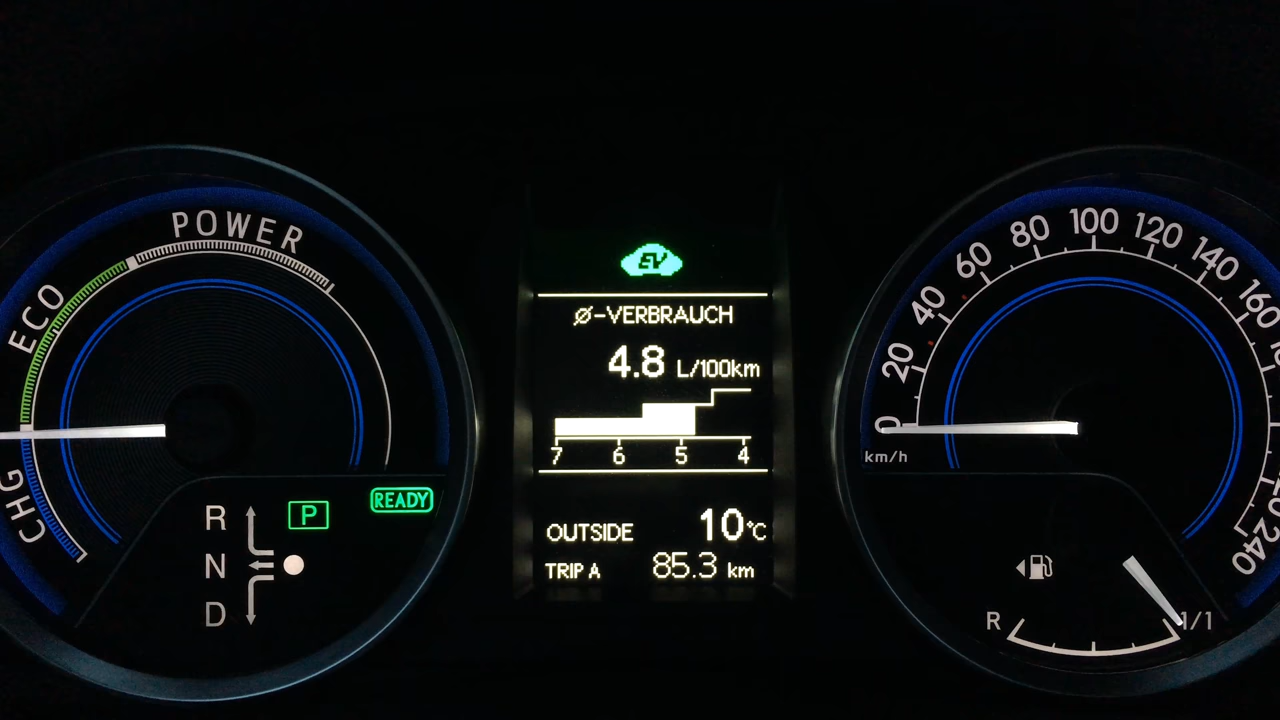 POWER
ECO
CHG
R
N
D
P
READY
EV
Ø-VERBRAUCH
4.8 L/100km
7 6 5 4
OUTSIDE 10°C
TRIP A 85.3 km
0
20
40
60
80
100
120
140
160
240
km/h
R
1/1